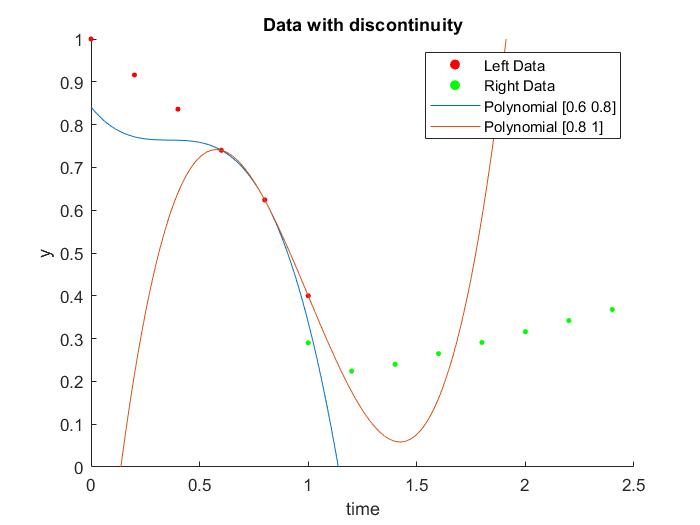 Data with discontinuity
1
0.9
0.8
0.7
0.6
0.5
0.4
0.3
0.2
0.1
0
y
Left Data
Right Data
Polynomial [0.6 0.8]
Polynomial [0.8 1]
0 0.5 1 1.5 2 2.5
time